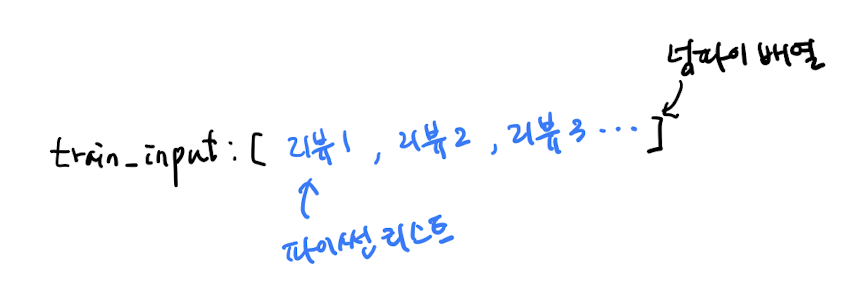 넘파이 배열
train_input : [ 리뷰1 , 리뷰2 , 리뷰3 ··· ]
파이썬 리스트